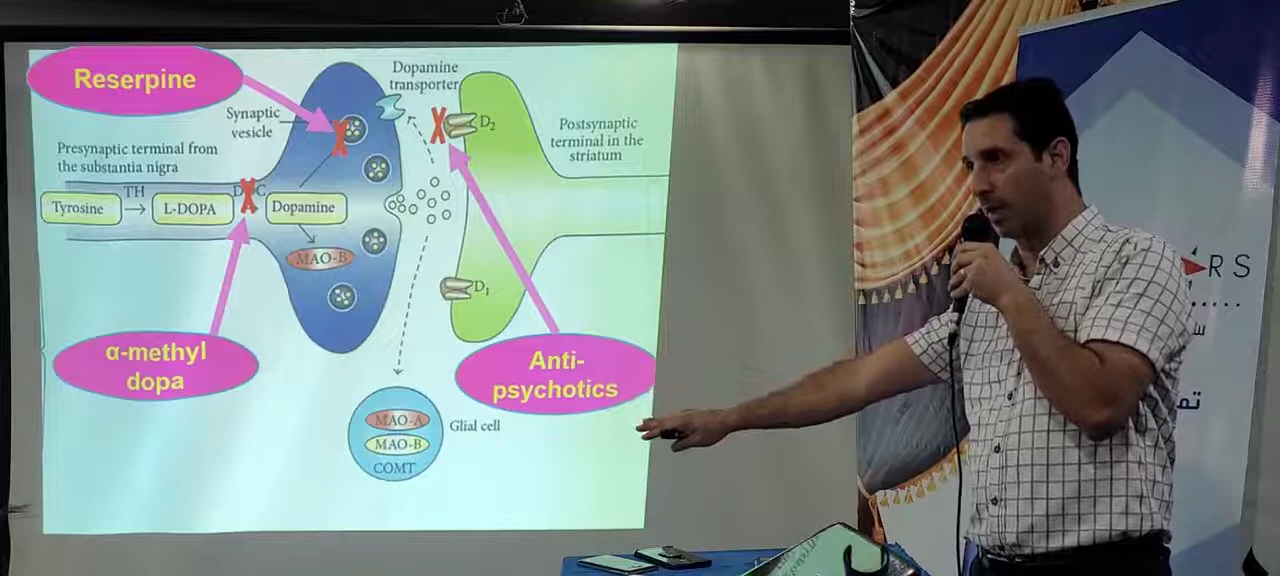 Reserpine
Dopamine
transporter
Synaptic
vesicle
D₂
Postsynaptic
terminal in the
striatum
Presynaptic terminal from
the substantia nigra
TH
Tyrosine
L-DOPA
Dopamine
MAO-B
D₁
α-methyl
dopa
Anti-
psychotics
MAO-A
MAO-B
COMT
Glial cell
RS